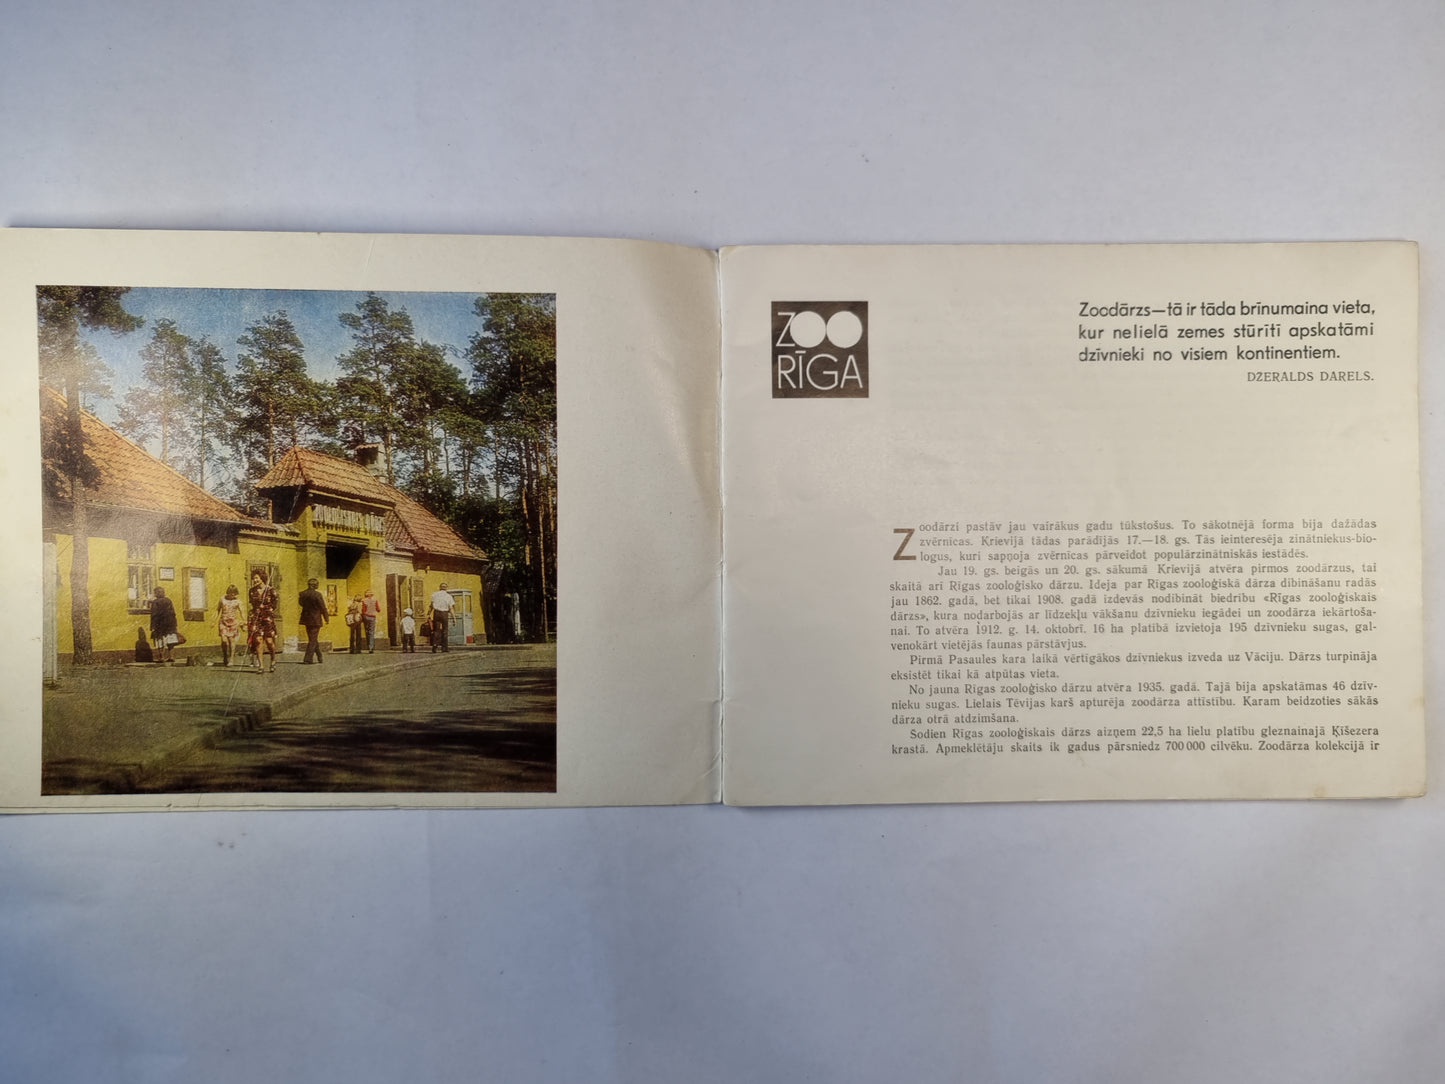 ZOO
RĪGA
Zoodārzs—tā ir tāda brīnumaina vieta,
kur nelielā zemes stūrītī apskatāmi
dzīvnieki no visiem kontinentiem.
DŽERALDS DARELS.
Zoodārzi pastāv jau vairākus gadu tūkstošus. To sākotnējā forma bija dažādas
zvērnīcas. Krievijā tādas parādījās 17.—18. gs. Tās ieinteresēja zinātniekus-bio-
logus, kuri sapņoja zvērnīcas pārveidot populārzinātniskās iestādēs.
Jau 19. gs. beigās un 20. gs. sākumā Krievijā atvēra pirmos zoodārzus, tai
skaitā arī Rīgas zooloģisko dārzu. Ideja par Rīgas zooloģiskā dārza dibināšanu radās
jau 1862. gadā, bet tikai 1908. gadā izdevās nodibināt biedrību «Rīgas zooloģiskais
dārzs», kura nodarbojās ar līdzekļu vākšanu dzīvnieku iegādei un zoodārza iekārtoša-
nai. To atvēra 1912. g. 14. oktobrī. 16 ha platībā izvietoja 195 dzīvnieku sugas, gal-
venokārt vietējās faunas pārstāvjus.
Pirmā Pasaules kara laikā vērtīgākos dzīvniekus izveda uz Vāciju. Dārzs turpināja
eksistēt tikai kā atpūtas vieta.
No jauna Rīgas zooloģisko dārzu atvēra 1935. gadā. Tajā bija apskatāmas 46 dzīv-
nieku sugas. Lielais Tēvijas karš apturēja zoodārza attīstību. Karam beidzoties sākās
dārza otrā atdzimšana.
Šodien Rīgas zooloģiskais dārzs aizņem 22,5 ha lielu platību gleznainajā Ķīšezera
krastā. Apmeklētāju skaits ik gadus pārsniedz 700 000 cilvēku. Zoodārza kolekcijā ir